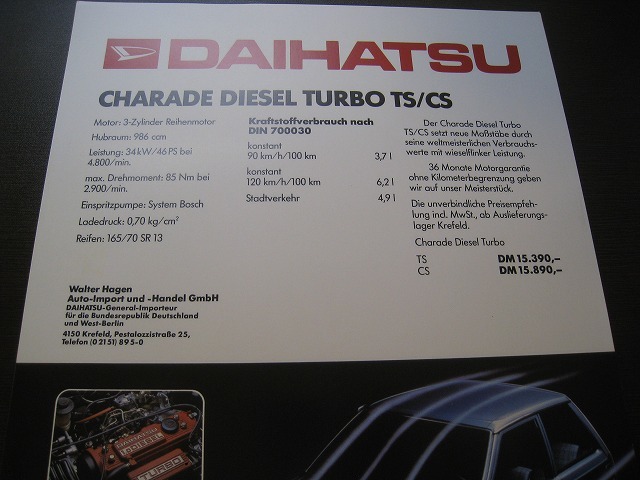 DAIHATSU
CHARADE DIESEL TURBO TS/CS
Motor: 3-Zylinder Reihenmotor
Hubraum: 986 ccm
Leistung: 34 kW/46 PS bei
4.800/min.
max. Drehmoment: 85 Nm bei
2.900/min.
Einspritzpumpe: System Bosch
Ladedruck: 0,70 kg/cm²
Reifen: 165/70 SR 13
Kraftstoffverbrauch nach
DIN 700030
konstant
90 km/h/100 km 3,7 l
konstant
120 km/h/100 km 6,2 l
Stadtverkehr 4,9 l
Der Charade Diesel Turbo
TS/CS setzt neue Maßstäbe durch
seine weltmeisterlichen Verbrauchs-
werte mit wieselflinker Leistung.
36 Monate Motorgarantie
ohne Kilometerbegrenzung geben
wir auf unser Meisterstück.
Die unverbindliche Preisempfeh-
lung incl. MwSt., ab Auslieferungs-
lager Krefeld.
Charade Diesel Turbo
TS DM 15.390,–
CS DM 15.890,–
Walter Hagen
Auto-Import und -Handel GmbH
DAIHATSU-General-Importeur
für die Bundesrepublik Deutschland
und West-Berlin
4150 Krefeld, Pestalozzistraße 25,
Telefon (0 21 51) 8 95-0
DAIHATSU
DIESEL
TURBO